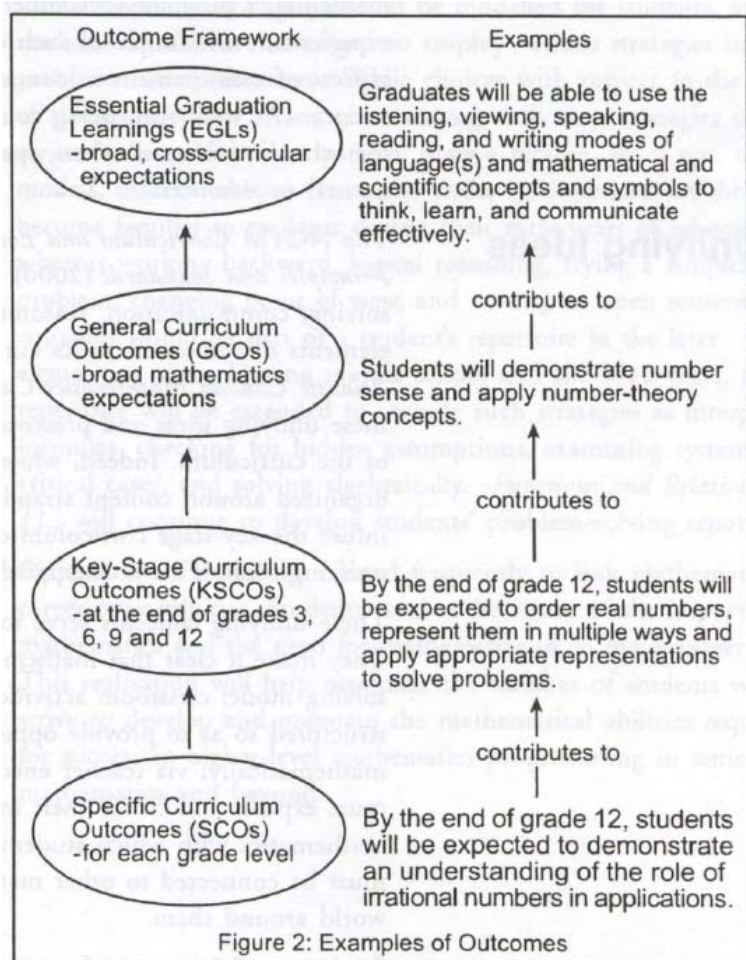 Outcome Framework
Essential Graduation
Learnings (EGLs)
-broad, cross-curricular
expectations
General Curriculum
Outcomes (GCOs)
-broad mathematics
expectations
Key-Stage Curriculum
Outcomes (KSCOs)
-at the end of grades 3,
6, 9 and 12
Specific Curriculum
Outcomes (SCOs)
-for each grade level
Examples
Graduates will be able to use the
listening, viewing, speaking,
reading, and writing modes of
language(s) and mathematical and
scientific concepts and symbols to
think, learn, and communicate
effectively.
contributes to
Students will demonstrate number
sense and apply number-theory
concepts.
contributes to
By the end of grade 12, students will
be expected to order real numbers,
represent them in multiple ways and
apply appropriate representations
to solve problems.
contributes to
By the end of grade 12, students
will be expected to demonstrate
an understanding of the role of
irrational numbers in applications.
Figure 2: Examples of Outcomes